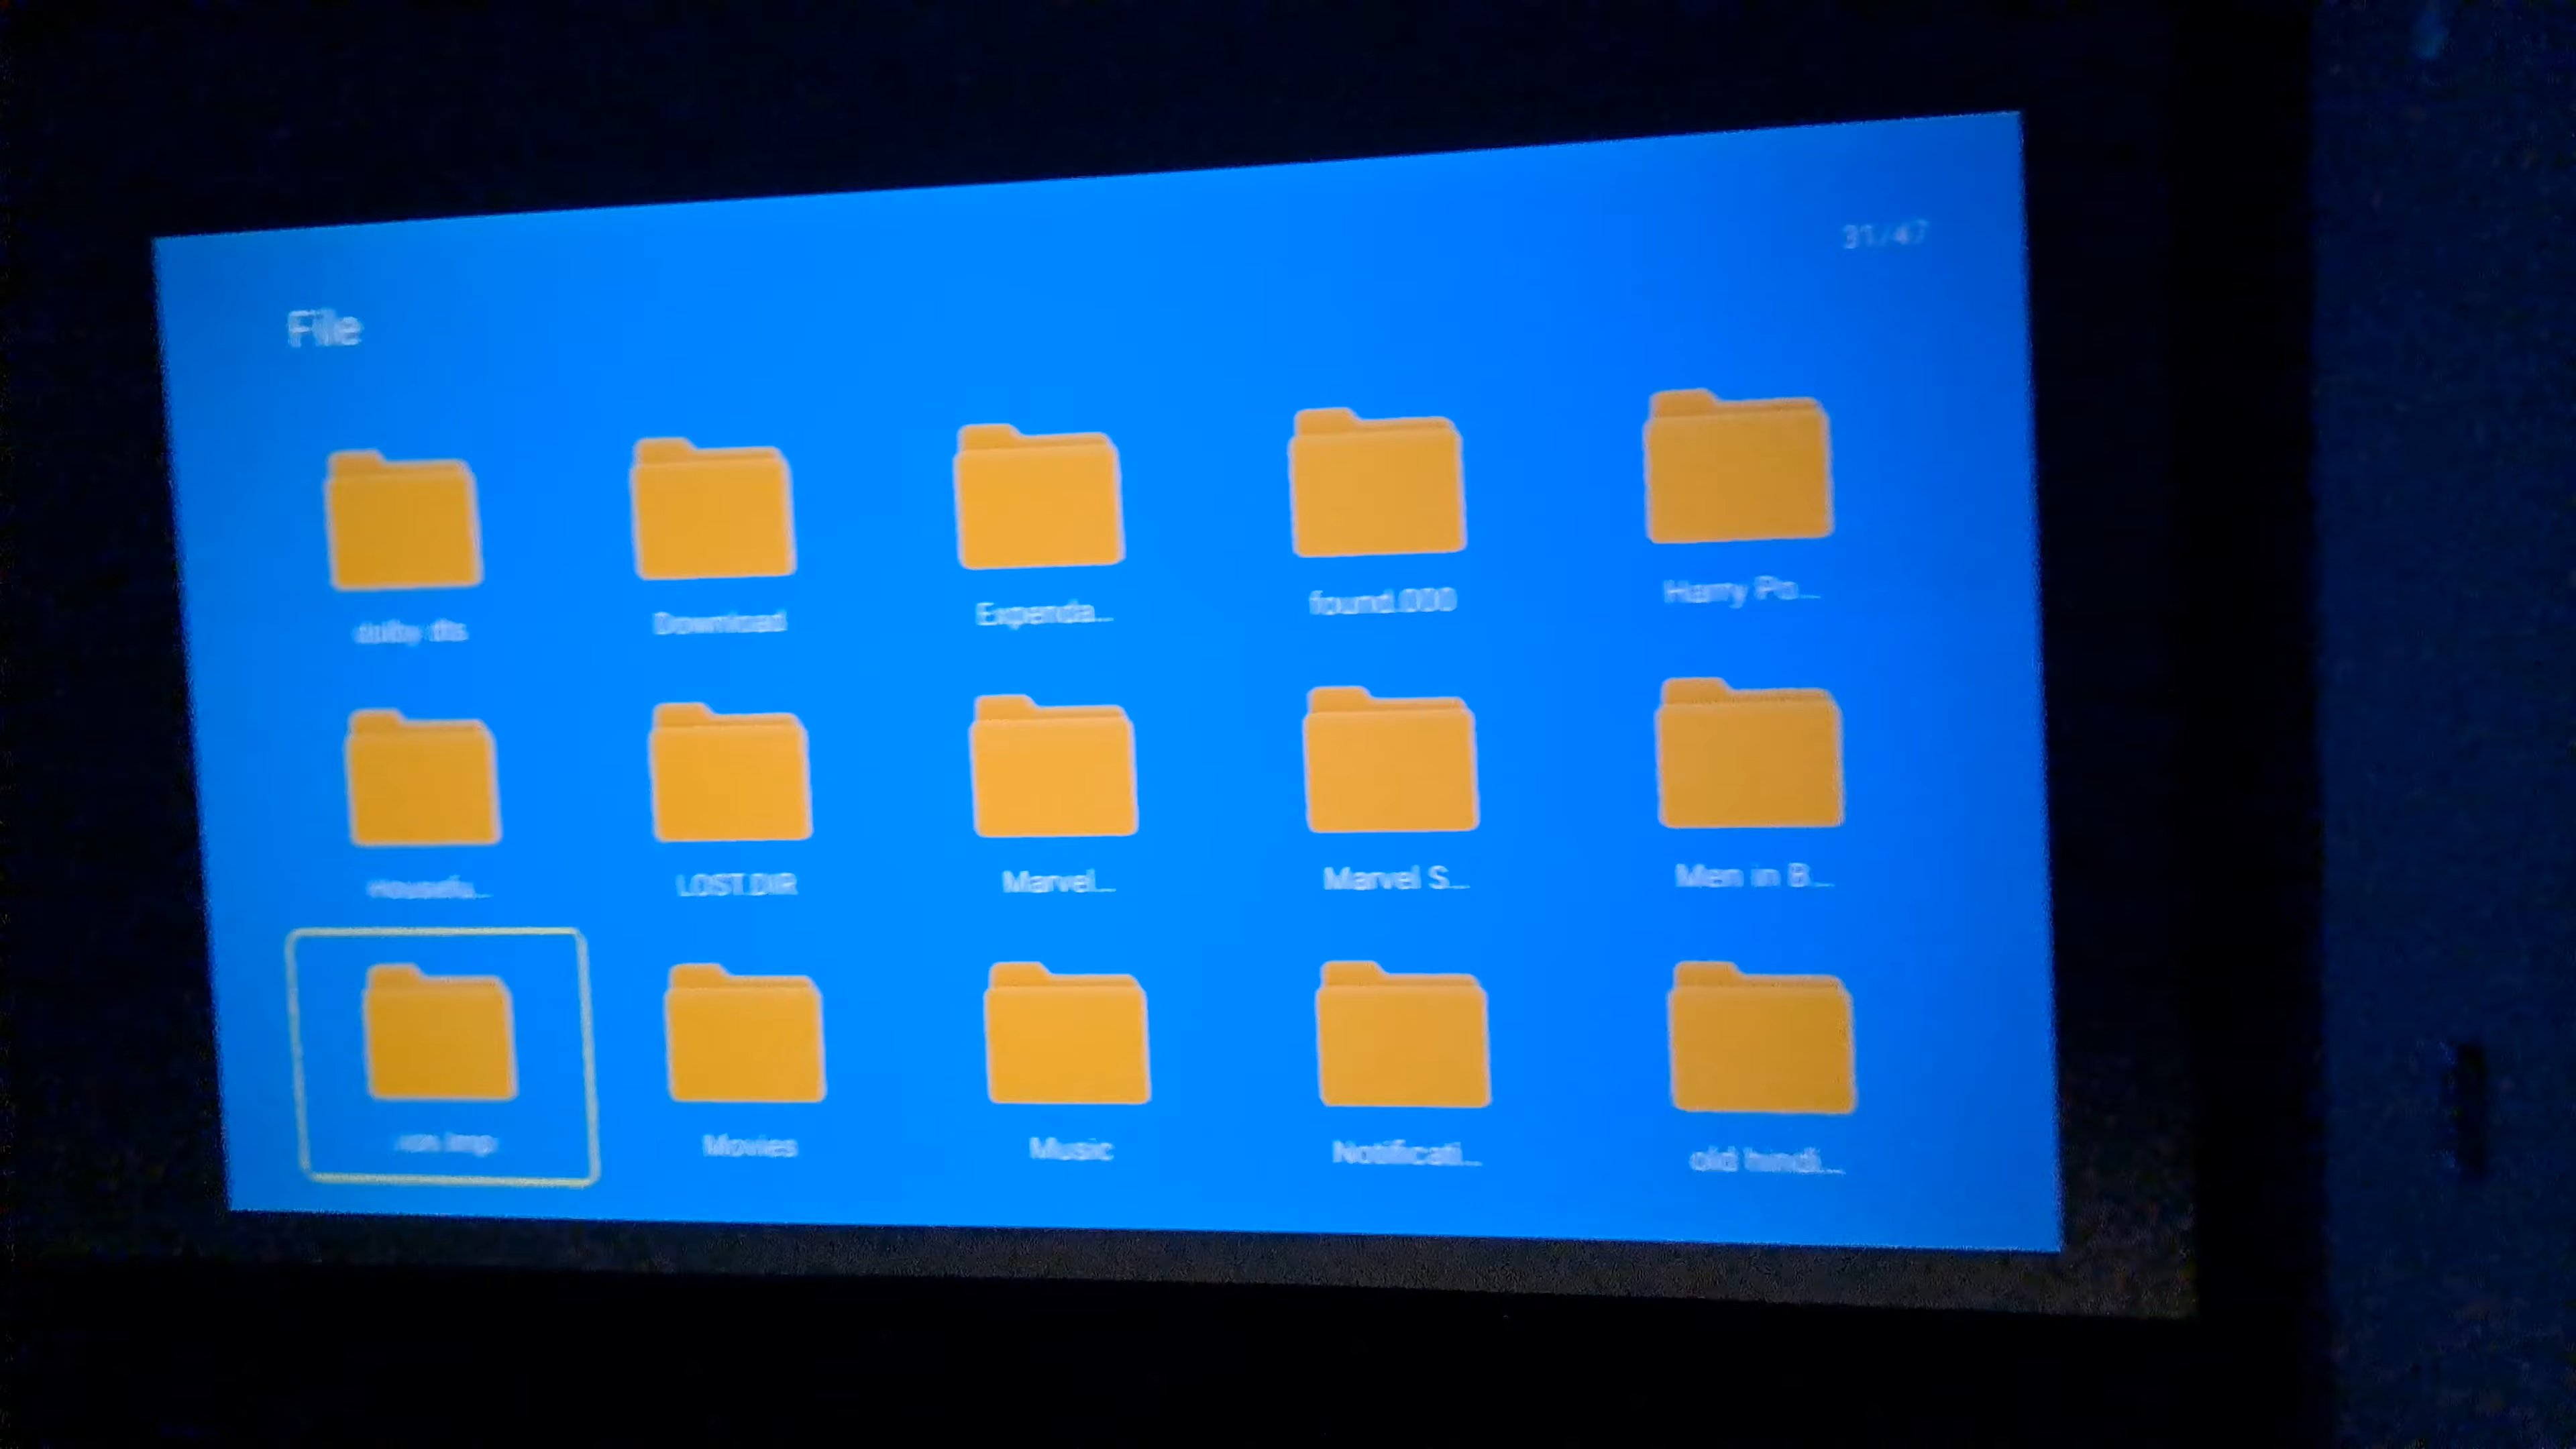 31/47
File
dolby dts
Download
Expenda...
found.000
Harry Po...
Housefu...
LOST.DIR
Marvel...
Marvel S...
Men in B...
Movies
Music
Notificati...
old hindi...